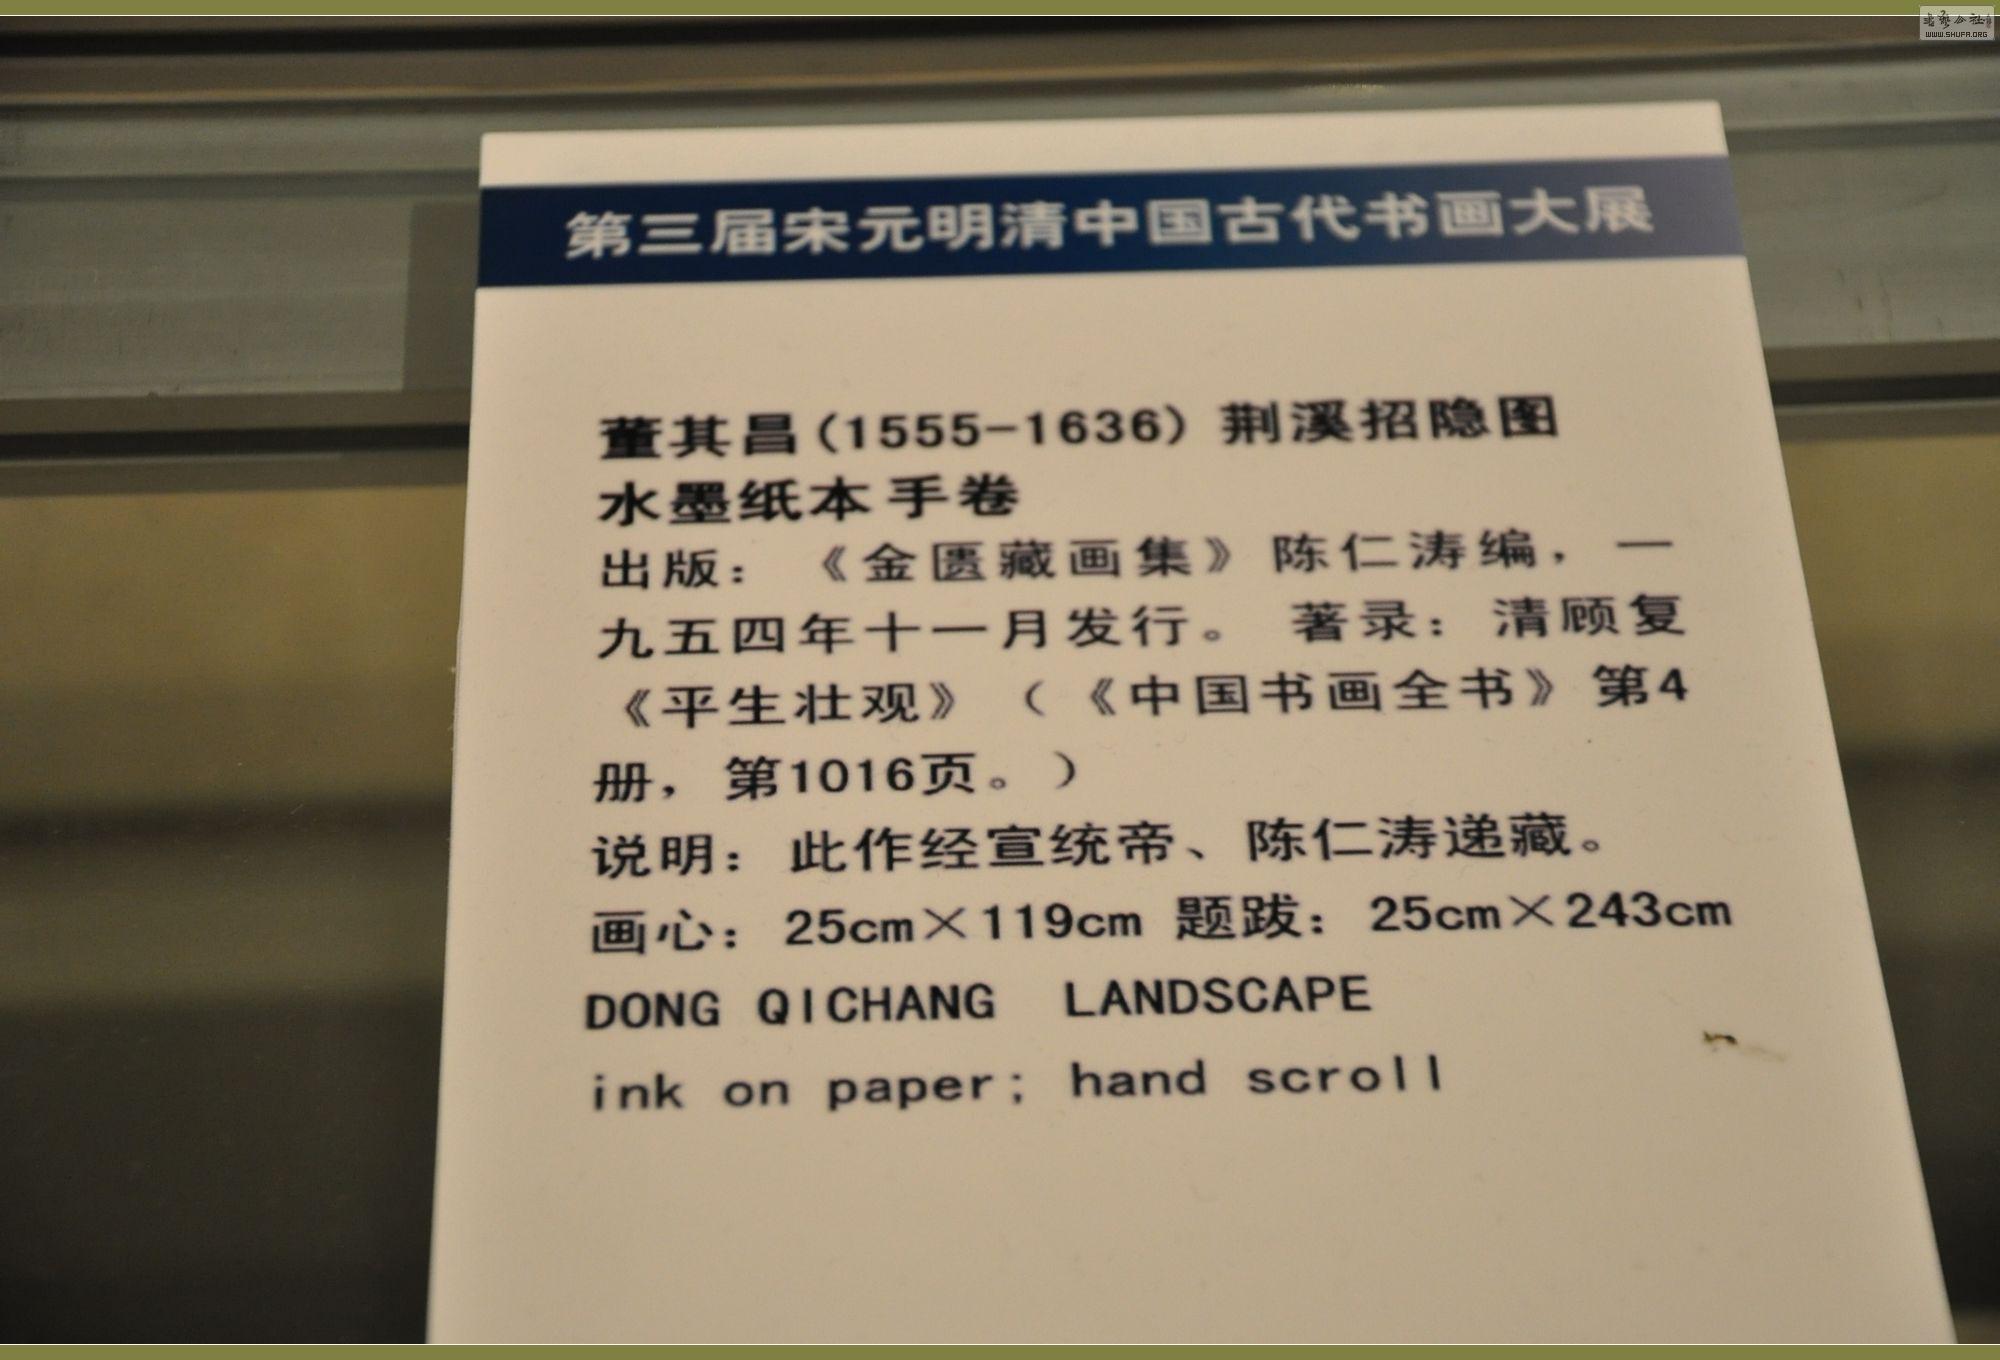 第三届宋元明清中国古代书画大展
董其昌(1555-1636) 荆溪招隐图
水墨纸本 手卷
出版：《金匮藏画集》陈仁涛编，一
九五四年十一月发行。 著录：清顾复
《平生壮观》（《中国书画全书》第4
册，第1016页。）
说明：此作经宣统帝、陈仁涛递藏。
画心：25cm×119cm 题跋：25cm×243cm
DONG QICHANG LANDSCAPE
ink on paper; hand scroll
WWW.SHUFA.ORG